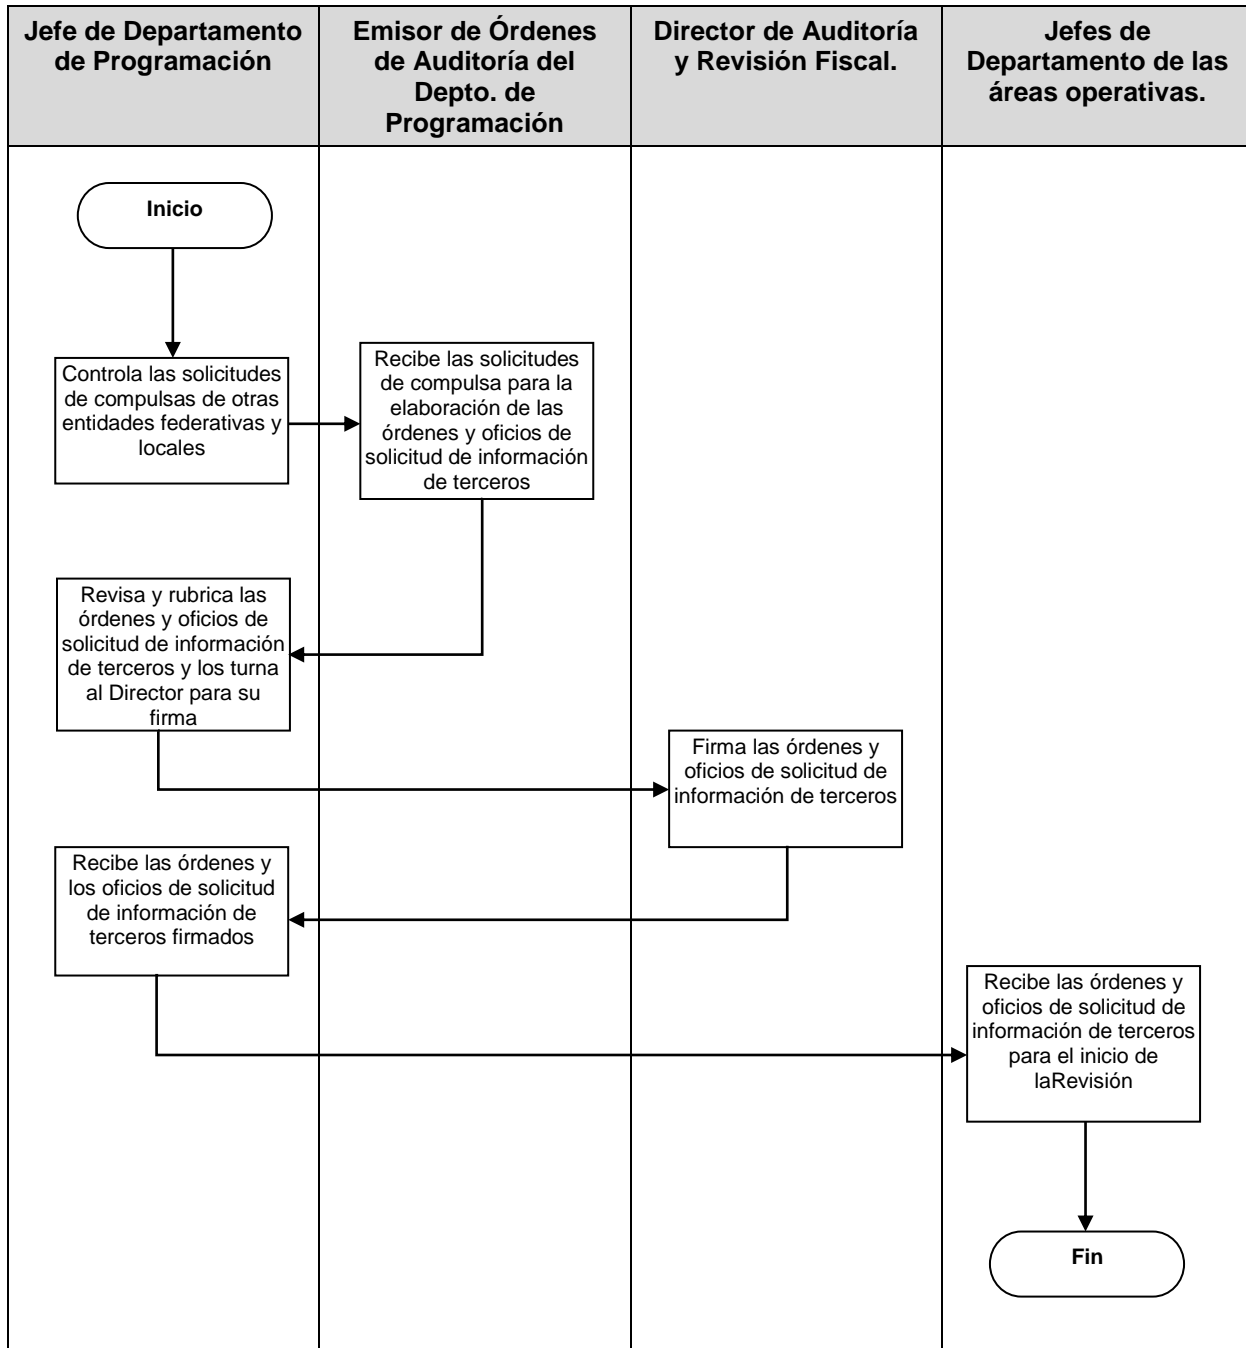 Jefe de Departamento
de Programación
Emisor de Órdenes
de Auditoría del
Depto. de
Programación
Director de Auditoría
y Revisión Fiscal.
Jefes de
Departamento de las
áreas operativas.
Inicio
Controla las solicitudes
de compulsas de otras
entidades federativas y
locales
Recibe las solicitudes
de compulsa para la
elaboración de las
órdenes y oficios de
solicitud de información
de terceros
Revisa y rubrica las
órdenes y oficios de
solicitud de información
de terceros y los turna
al Director para su
firma
Firma las órdenes y
oficios de solicitud de
información de terceros
Recibe las órdenes y
los oficios de solicitud
de información de
terceros firmados
Recibe las órdenes y
oficios de solicitud de
información de terceros
para el inicio de
laRevisión
Fin